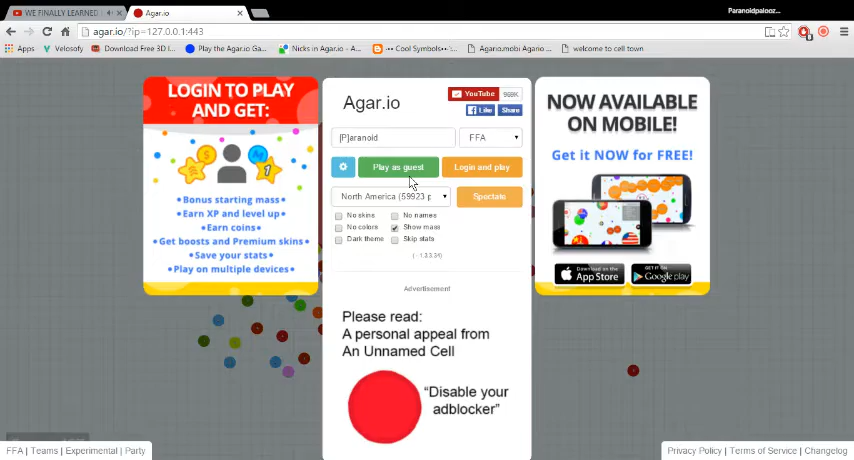 Paranoidpalooz...
WE FINALLY LEARNED
Agar.io
agar.io/?ip=127.0.0.1:443
Apps
Velosofy
Download Free 3D I...
Play the Agar.io Ga...
Nicks in Agar.io - A...
Cool Symbols
Agario.mobi Agario
welcome to cell town
LOGIN TO PLAY
AND GET:
•Bonus starting mass•
•Earn XP and level up•
•Earn coins•
•Get boosts and Premium skins•
•Save your stats•
•Play on multiple devices•
Agar.io
YouTube
Like
Share
[P]aranoid
FFA
Play as guest
Login and play
North America (59923 p
Spectate
No skins
No names
No colors
Show mass
Dark theme
Skip stats
Advertisement
Please read:
A personal appeal from
An Unnamed Cell
"Disable your
adblocker"
NOW AVAILABLE
ON MOBILE!
Get it NOW for FREE!
Download on the
App Store
GET IT ON
Google play
FFA | Teams | Experimental | Party
Privacy Policy | Terms of Service | Changelog